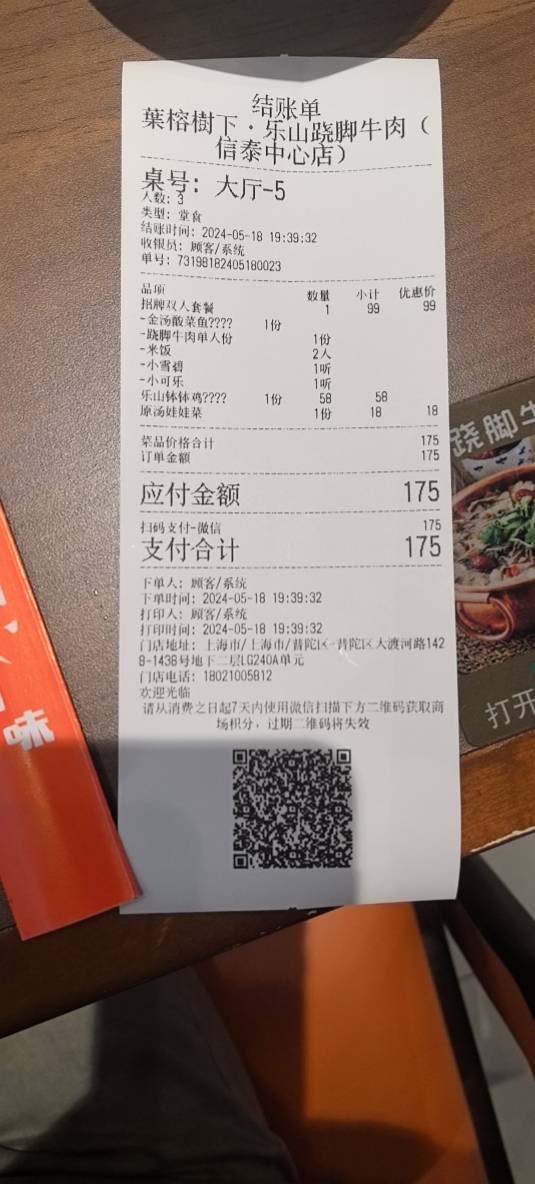 结账单
葉榕樹下·乐山跷脚牛肉（
信泰中心店）
桌号：大厅-5
人数：3
类型：堂食
结账时间：2024-05-18 19:39:32
收银员：顾客/系统
单号：73198182405180023
品项 数量 小计 优惠价
招牌双人套餐 1 99 99
-金汤酸菜鱼???? 1份
-跷脚牛肉单人份 1份
-米饭 2人
-小雪碧 1听
-小可乐 1听
乐山钵钵鸡???? 1份 58 58
原汤娃娃菜 1份 18 18
菜品价格合计 175
订单金额 175
应付金额 175
扫码支付-微信 175
支付合计 175
下单人：顾客/系统
下单时间：2024-05-18 19:39:32
打印人：顾客/系统
打印时间：2024-05-18 19:39:32
门店地址：上海市/上海市/普陀区-普陀区大渡河路142
8-1438号地下二层LG240A单元
门店电话：18021005812
欢迎光临
请从消费之日起7天内使用微信扫描下方二维码获取商
场积分，过期二维码将失效
跷脚牛
打开
味